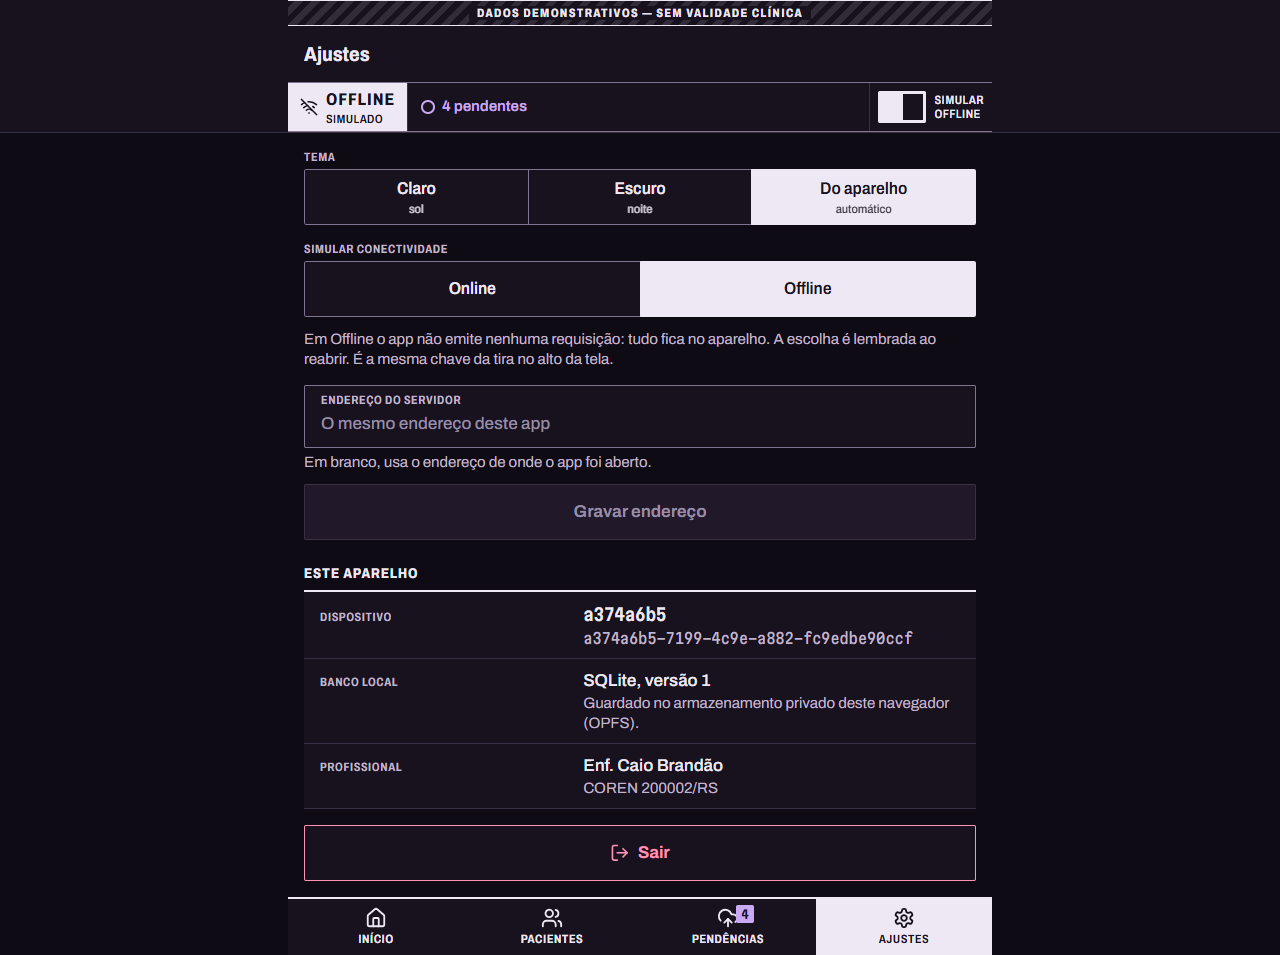 DADOS DEMONSTRATIVOS — SEM VALIDADE CLÍNICA
Ajustes
OFFLINE
SIMULADO
4 pendentes
SIMULAR
OFFLINE
TEMA
Claro
sol
Escuro
noite
Do aparelho
automático
SIMULAR CONECTIVIDADE
Online
Offline
Em Offline o app não emite nenhuma requisição: tudo fica no aparelho. A escolha é lembrada ao
reabrir. É a mesma chave da tira no alto da tela.
ENDEREÇO DO SERVIDOR
O mesmo endereço deste app
Em branco, usa o endereço de onde o app foi aberto.
Gravar endereço
ESTE APARELHO
DISPOSITIVO
a374a6b5
a374a6b5-7199-4c9e-a882-fc9edbe90ccf
BANCO LOCAL
SQLite, versão 1
Guardado no armazenamento privado deste navegador
(OPFS).
PROFISSIONAL
Enf. Caio Brandão
COREN 200002/RS
Sair
INÍCIO
PACIENTES
4
PENDÊNCIAS
AJUSTES